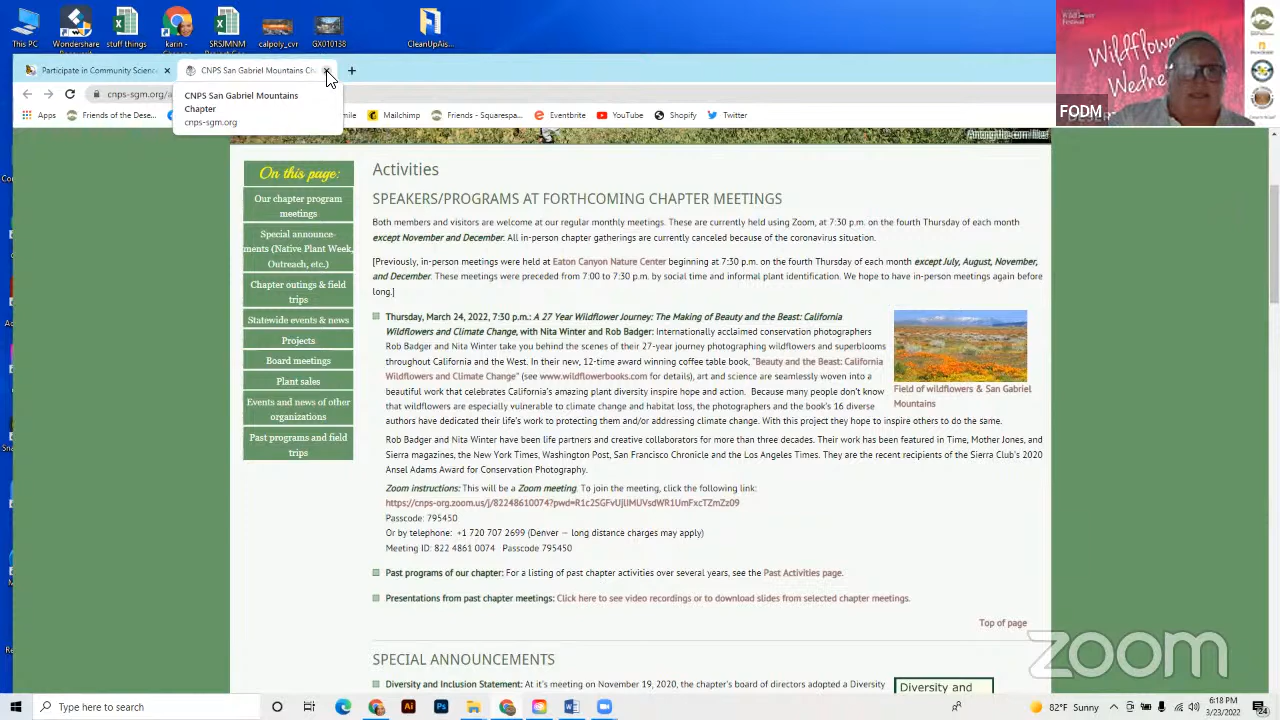 This PC
Wondershare
stuff things
karin -
SRSJMNM
calpoly_cvr
GX010138
CleanUpAis...
Participate in Community Scienc
CNPS San Gabriel Mountains Ch
cnps-sgm.org/a
CNPS San Gabriel Mountains
Chapter
cnps-sgm.org
Apps
Friends of the Dese...
Mailchimp
Friends - Squarespa...
YouTube
Shopify
Twitter
Wildflower
Festival
Wildflower
Wedne
FODM
On this page:
Our chapter program
meetings
Special announce-
ments (Native Plant Week,
Outreach, etc.)
Chapter outings & field
trips
Statewide events & news
Projects
Board meetings
Plant sales
Events and news of other
organizations
Past programs and field
trips
Activities
SPEAKERS/PROGRAMS AT FORTHCOMING CHAPTER MEETINGS
Both members and visitors are welcome at our regular monthly meetings. These are currently held using Zoom, at 7:30 p.m. on the fourth Thursday of each month
except November and December. All in-person chapter gatherings are currently canceled because of the coronavirus situation.
[Previously, in-person meetings were held at Eaton Canyon Nature Center beginning at 7:30 p.m. on the fourth Thursday of each month except July, August, November,
and December. These meetings were preceded from 7:00 to 7:30 p.m. by social time and informal plant identification. We hope to have in-person meetings again before
long.]
Thursday, March 24, 2022, 7:30 p.m.: A 27 Year Wildflower Journey: The Making of Beauty and the Beast: California
Wildflowers and Climate Change, with Nita Winter and Rob Badger: Internationally acclaimed conservation photographers
Rob Badger and Nita Winter take you behind the scenes of their 27-year journey photographing wildflowers and superblooms
throughout California and the West. In their new, 12-time award winning coffee table book, "Beauty and the Beast: California
Wildflowers and Climate Change" (see www.wildflowerbooks.com for details), art and science are seamlessly woven into a
beautiful work that celebrates California's amazing plant diversity inspire hope and action. Because many people don't know
that wildflowers are especially vulnerable to climate change and habitat loss, the photographers and the book's 16 diverse
authors have dedicated their life's work to protecting them and/or addressing climate change. With this project they hope to inspire others to do the same.
Field of wildflowers & San Gabriel
Mountains
Rob Badger and Nita Winter have been life partners and creative collaborators for more than three decades. Their work has been featured in Time, Mother Jones, and
Sierra magazines, the New York Times, Washington Post, San Francisco Chronicle and the Los Angeles Times. They are the recent recipients of the Sierra Club's 2020
Ansel Adams Award for Conservation Photography.
Zoom instructions: This will be a Zoom meeting. To join the meeting, click the following link:
https://cnps-org.zoom.us/j/82248610074?pwd=R1c2SGFvUjlIMUVsdWR1UmFxcTZmZz09
Passcode: 795450
Or by telephone: +1 720 707 2699 (Denver — long distance charges may apply)
Meeting ID: 822 4861 0074 Passcode 795450
Past programs of our chapter: For a listing of past chapter activities over several years, see the Past Activities page.
Presentations from past chapter meetings: Click here to see video recordings or to download slides from selected chapter meetings.
Top of page
SPECIAL ANNOUNCEMENTS
Diversity and Inclusion Statement: At it's meeting on November 19, 2020, the chapter's board of directors adopted a Diversity
Diversity and
zoom
Type here to search
82°F Sunny
6:18 PM
3/23/2022
24